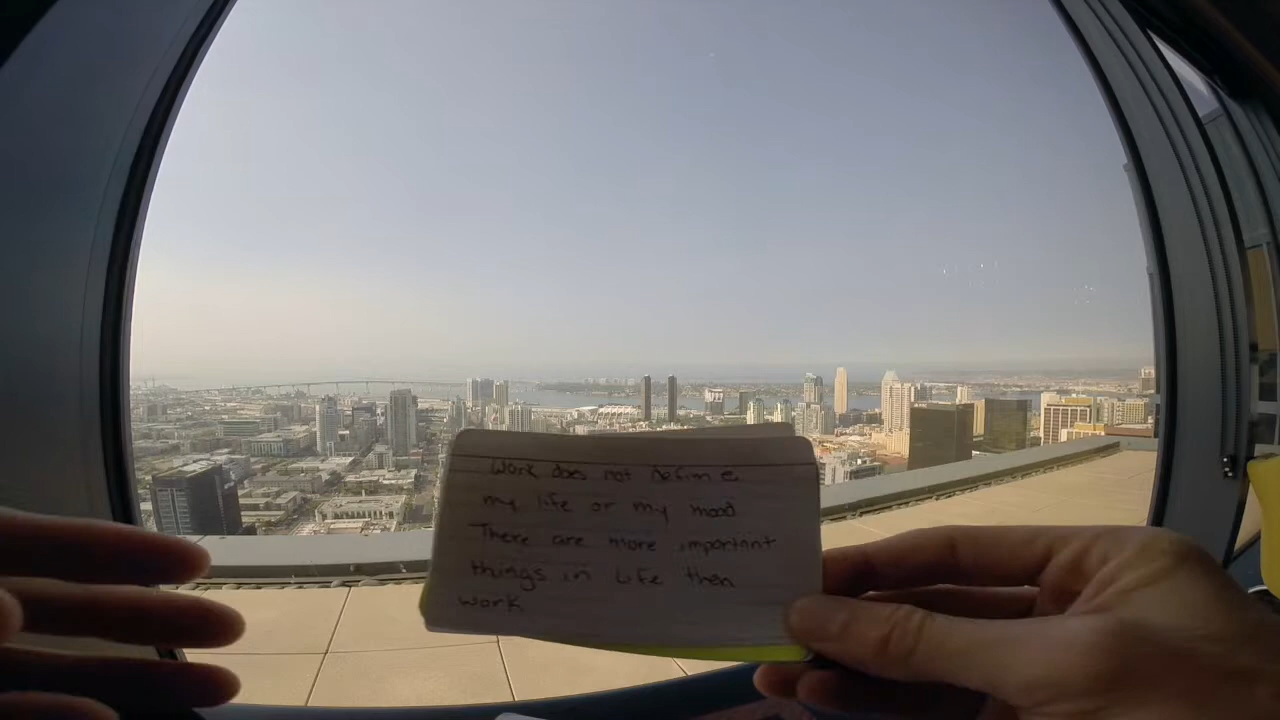 Work does not define
my life or my mood
There are more important
things in Life then
work